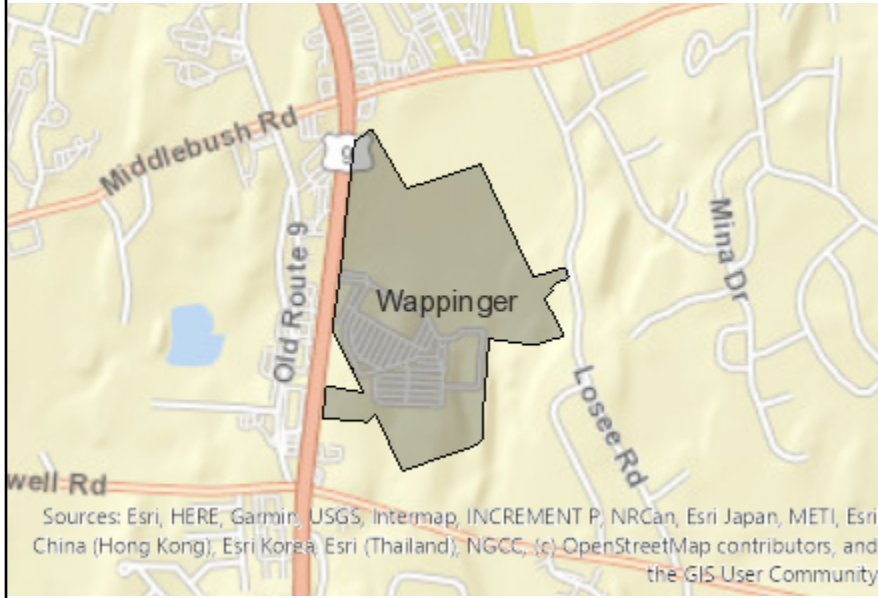 Middlebush Rd
9
Old Route 9
Wappinger
Mina Dr
Losee Rd
well Rd
Sources: Esri, HERE, Garmin, USGS, Intermap, INCREMENT P, NRCan, Esri Japan, METI, Esri
China (Hong Kong), Esri Korea, Esri (Thailand), NGCC, (c) OpenStreetMap contributors, and
the GIS User Community